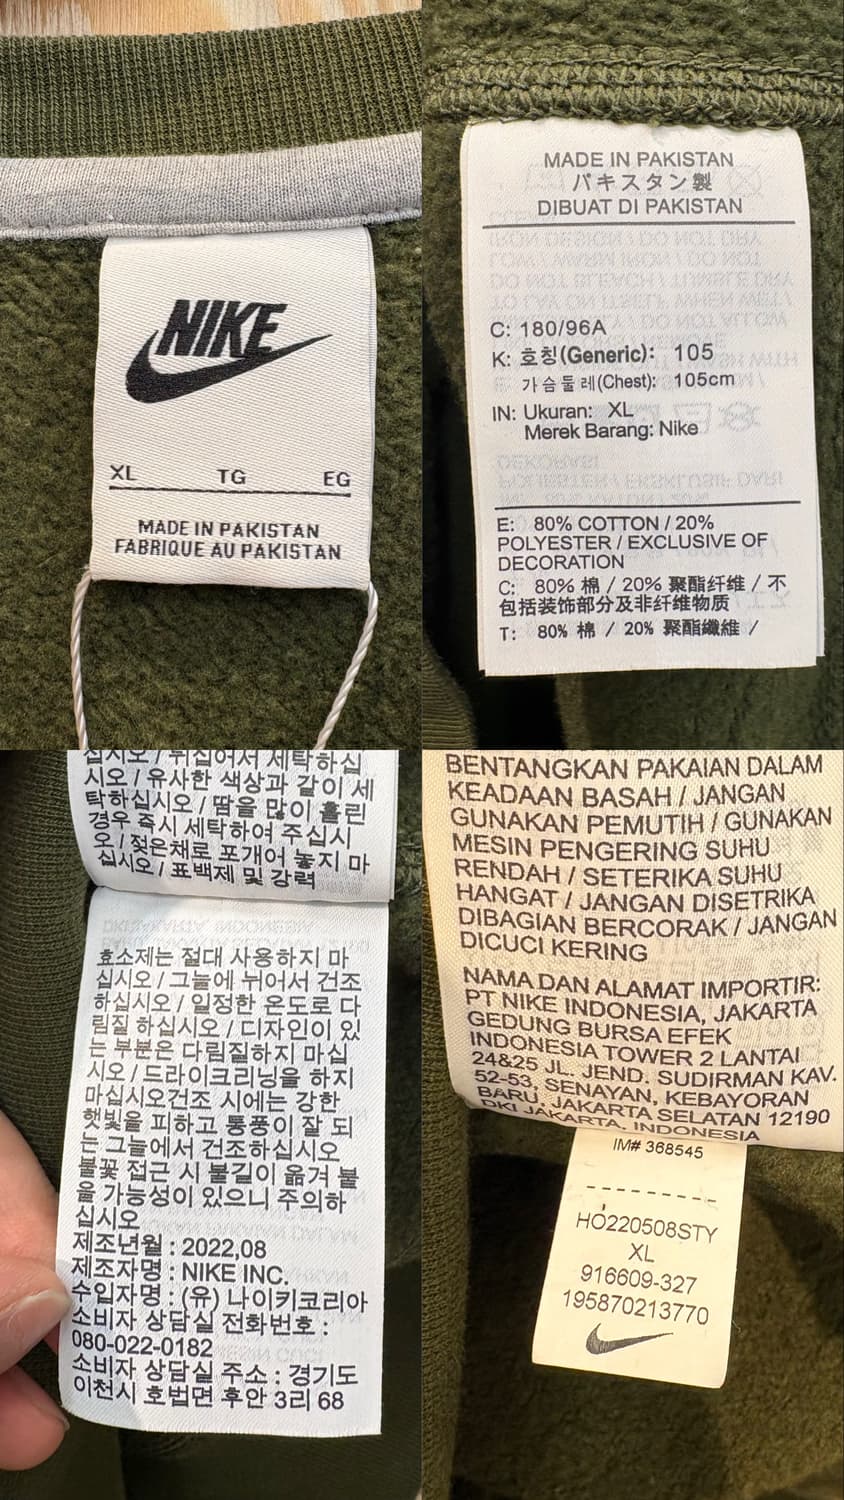 NIKE
XL TG EG
MADE IN PAKISTAN
FABRIQUE AU PAKISTAN
MADE IN PAKISTAN
パキスタン製
DIBUAT DI PAKISTAN
C: 180/96A
K: 호칭(Generic): 105
가슴둘레(Chest): 105cm
IN: Ukuran: XL
Merek Barang: Nike
E: 80% COTTON / 20%
POLYESTER / EXCLUSIVE OF
DECORATION
C: 80% 棉 / 20% 聚酯纤维 / 不
包括装饰部分及非纤维物质
T: 80% 棉 / 20% 聚酯纖維 /
십시오 / 뒤집어서 세탁하십
시오 / 유사한 색상과 같이 세
탁하십시오 / 땀을 많이 흘린
경우 즉시 세탁하여 주십시
오 / 젖은채로 포개어 놓지 마
십시오 / 표백제 및 강력
효소제는 절대 사용하지 마
십시오 / 그늘에 뉘어서 건조
하십시오 / 일정한 온도로 다
림질 하십시오 / 디자인이 있
는 부분은 다림질하지 마십
시오 / 드라이크리닝을 하지
마십시오건조 시에는 강한
햇빛을 피하고 통풍이 잘 되
는 그늘에서 건조하십시오
불꽃 접근 시 불길이 옮겨 붙
을 가능성이 있으니 주의하
십시오
제조년월 : 2022,08
제조자명 : NIKE INC.
수입자명 : (유) 나이키코리아
소비자 상담실 전화번호 :
080-022-0182
소비자 상담실 주소 : 경기도
이천시 호법면 후안 3리 68
BENTANGKAN PAKAIAN DALAM
KEADAAN BASAH / JANGAN
GUNAKAN PEMUTIH / GUNAKAN
MESIN PENGERING SUHU
RENDAH / SETERIKA SUHU
HANGAT / JANGAN DISETRIKA
DIBAGIAN BERCORAK / JANGAN
DICUCI KERING
NAMA DAN ALAMAT IMPORTIR:
PT NIKE INDONESIA, JAKARTA
GEDUNG BURSA EFEK
INDONESIA TOWER 2 LANTAI
24&25 JL. JEND. SUDIRMAN KAV.
52-53, SENAYAN, KEBAYORAN
BARU, JAKARTA SELATAN 12190
DKI JAKARTA, INDONESIA
IM# 368545
HO220508STY
XL
916609-327
195870213770